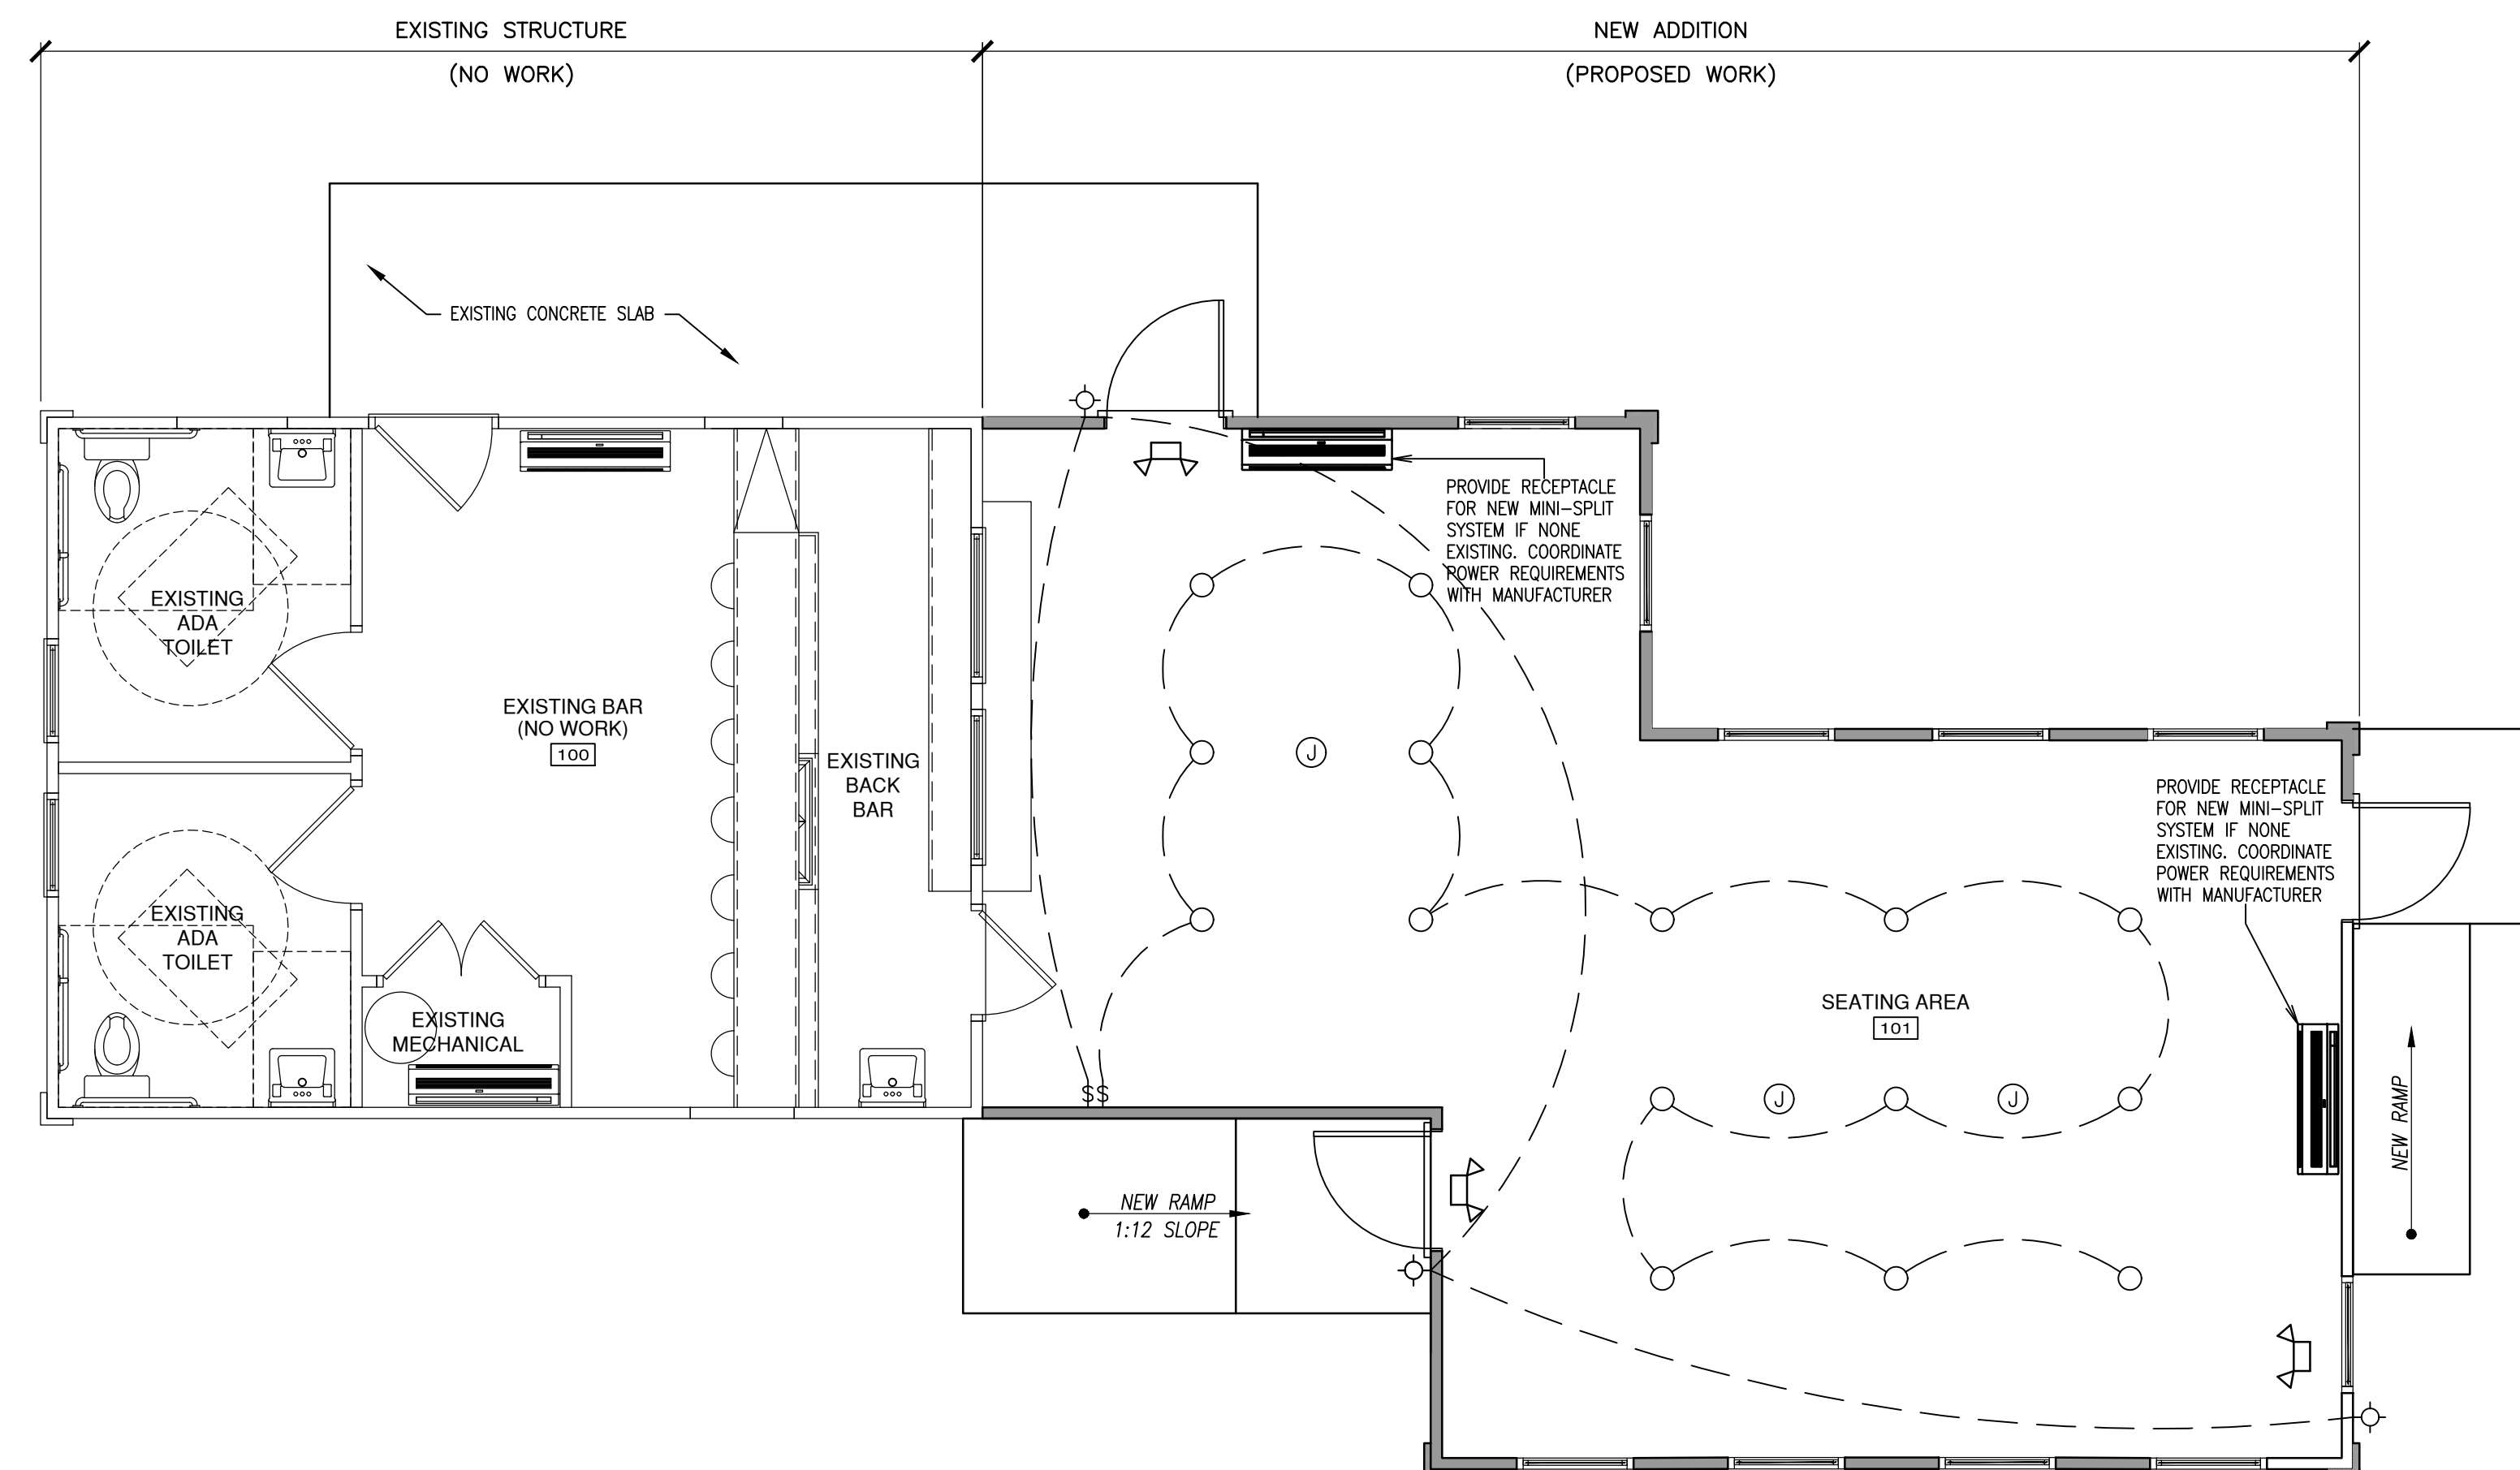 EXISTING STRUCTURE
(NO WORK)
NEW ADDITION
(PROPOSED WORK)
EXISTING CONCRETE SLAB
PROVIDE RECEPTACLE
FOR NEW MINI-SPLIT
SYSTEM IF NONE
EXISTING. COORDINATE
POWER REQUIREMENTS
WITH MANUFACTURER
EXISTING
ADA
TOILET
EXISTING BAR
(NO WORK)
100
EXISTING
BACK
BAR
J
PROVIDE RECEPTACLE
FOR NEW MINI-SPLIT
SYSTEM IF NONE
EXISTING. COORDINATE
POWER REQUIREMENTS
WITH MANUFACTURER
EXISTING
ADA
TOILET
EXISTING
MECHANICAL
SEATING AREA
101
J
J
$$
NEW RAMP
NEW RAMP
1:12 SLOPE